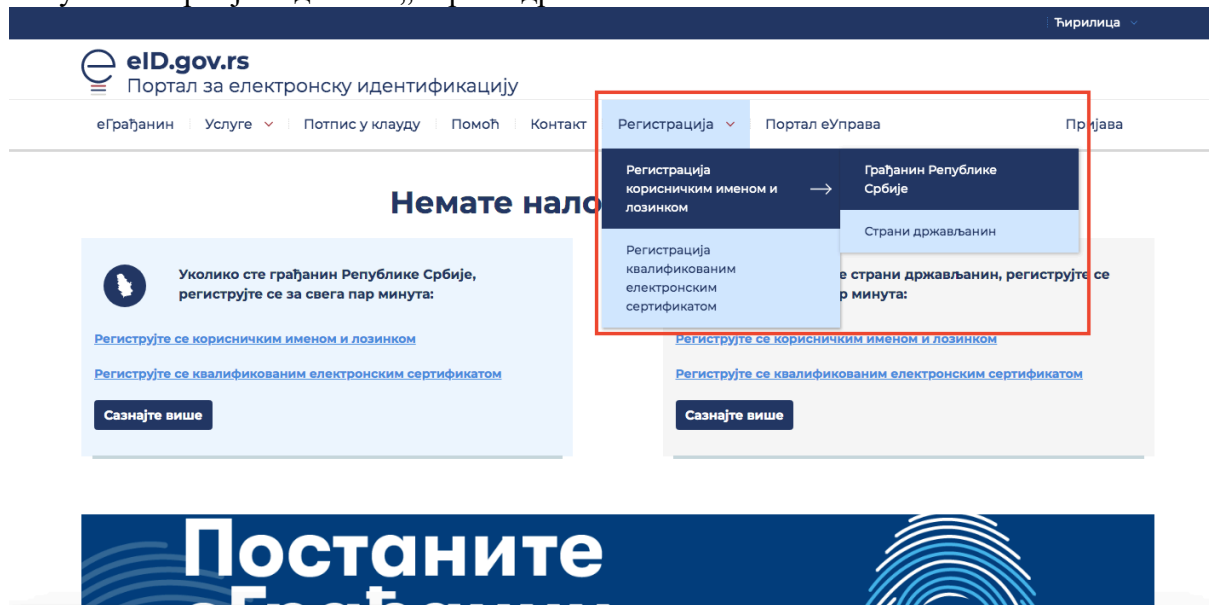 Ћирилица
eID.gov.rs
Портал за електронску идентификацију
еГрађанин Услуге Потпис у клауду Помоћ Контакт Регистрација Портал еУправа Пријава
Регистрација
корисничким именом и
лозинком
Грађанин Републике
Србије
Страни држављанин
Регистрација
квалификованим
електронским
сертификатом
Немате
Уколико сте грађанин Републике Србије,
региструјте се за свега пар минута:
Региструјте се корисничким именом и лозинком
Региструјте се квалификованим електронским сертификатом
Сазнајте више
страни држављанин, региструјте се
минута:
Региструјте се корисничким именом и лозинком
Региструјте се квалификованим електронским сертификатом
Сазнајте више
Постаните